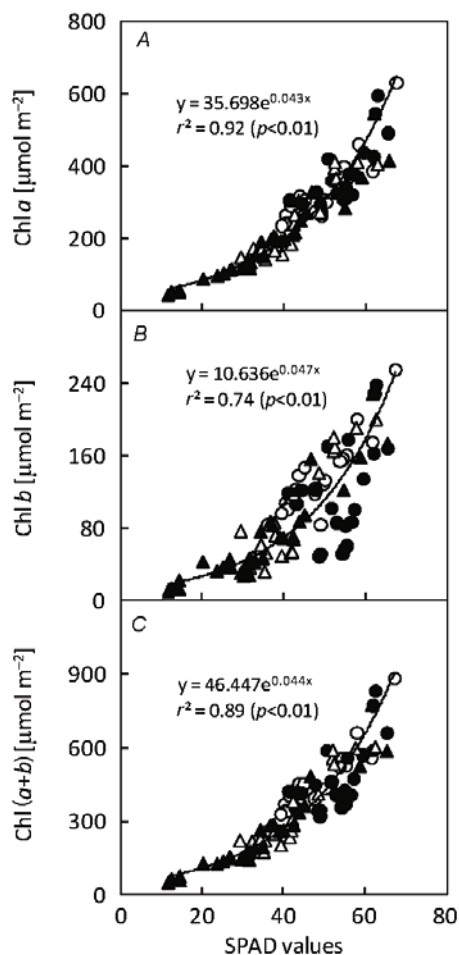 800
A
600
y = 35.698e^0.043x
r² = 0.92 (p<0.01)
400
200
0
Chl a [μmol m⁻²]
B
240
y = 10.636e^0.047x
r² = 0.74 (p<0.01)
160
80
0
Chl b [μmol m⁻²]
C
900
y = 46.447e^0.044x
r² = 0.89 (p<0.01)
600
300
0
Chl (a+b) [μmol m⁻²]
0 20 40 60 80
SPAD values